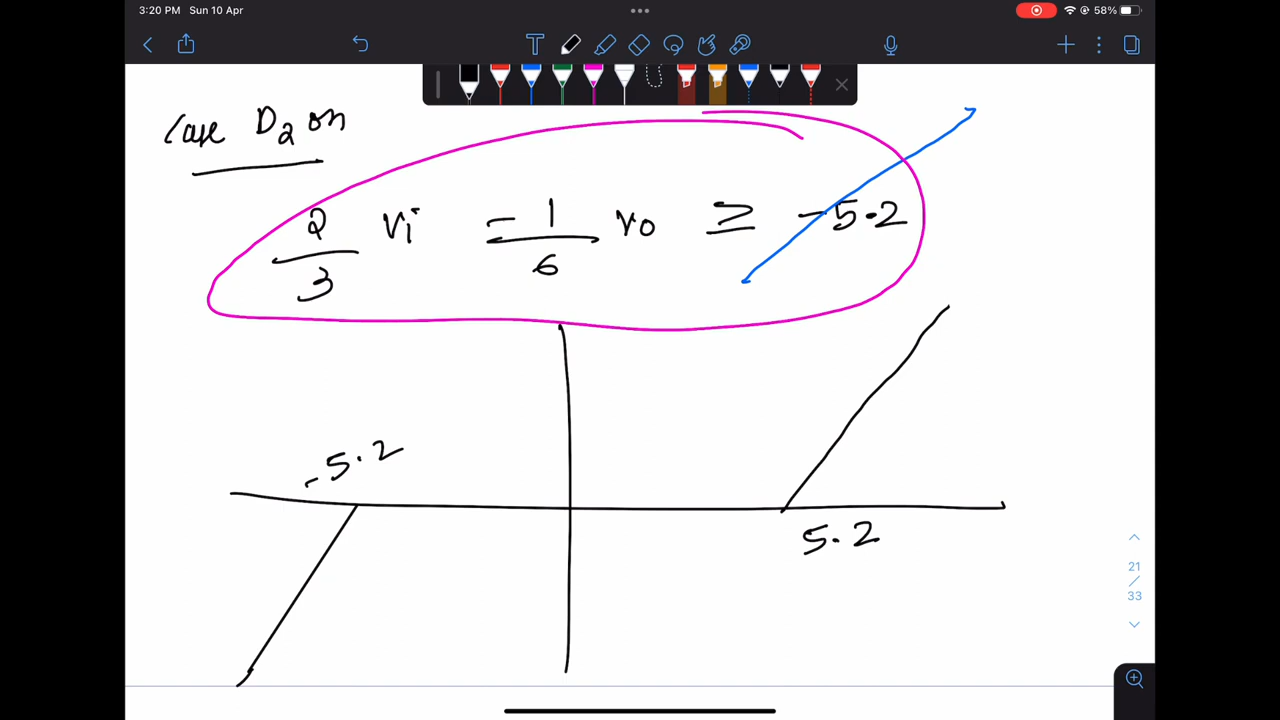 3:20 PM Sun 10 Apr
58%
T
Case D2 on
2/3 vi - 1/6 vo ≥ -5.2
-5.2
5.2
21
/
33